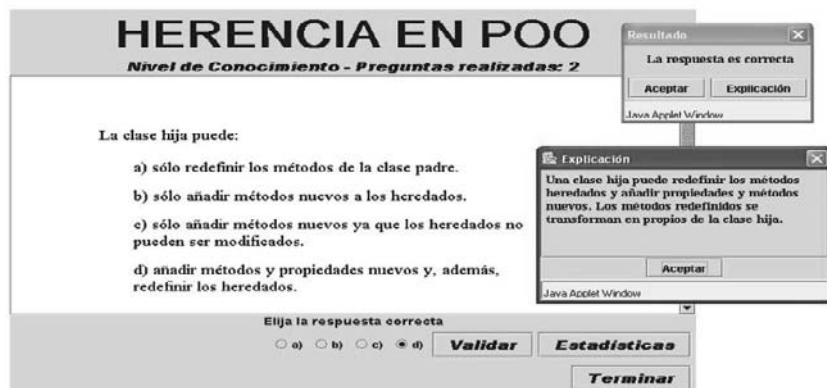 HERENCIA EN POO
Nivel de Conocimiento - Preguntas realizadas: 2
La clase hija puede:
a) sólo redefinir los métodos de la clase padre.
b) sólo añadir métodos nuevos a los heredados.
c) sólo añadir métodos nuevos ya que los heredados no
pueden ser modificados.
d) añadir métodos y propiedades nuevos y, además,
redefinir los heredados.
Elija la respuesta correcta
a) b) c) d) Validar Estadísticas
Terminar
Resultado
La respuesta es correcta
Aceptar Explicación
Java Applet Window
Explicación
Una clase hija puede redefinir los métodos
heredados y añadir propiedades y métodos
nuevos. Los métodos redefinidos se
transforman en propios de la clase hija.
Aceptar
Java Applet Window